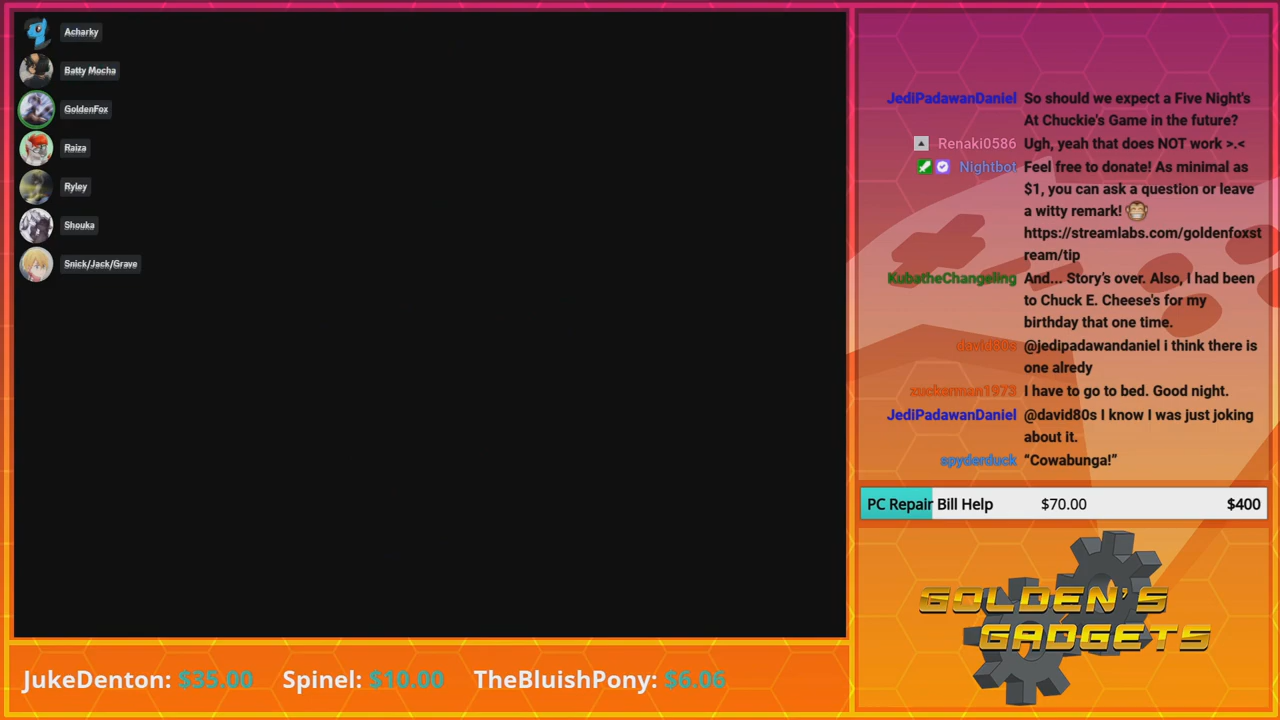 Acharky
Batty Mocha
GoldenFox
Raiza
Ryley
Shouka
Snick/Jack/Grave
JediPadawanDaniel So should we expect a Five Night's
At Chuckie's Game in the future?
Renaki0586 Ugh, yeah that does NOT work >.<
Nightbot Feel free to donate! As minimal as
$1, you can ask a question or leave
a witty remark! 🐵
https://streamlabs.com/goldenfoxst
ream/tip
KubatheChangeling And... Story's over. Also, I had been
to Chuck E. Cheese's for my
birthday that one time.
david80s @jedipadawandaniel i think there is
one alredy
zuckerman1973 I have to go to bed. Good night.
JediPadawanDaniel @david80s I know I was just joking
about it.
spyderduck “Cowabunga!”
PC Repair Bill Help $70.00 $400
GOLDEN'S
GADGETS
JukeDenton: $35.00 Spinel: $10.00 TheBluishPony: $6.06